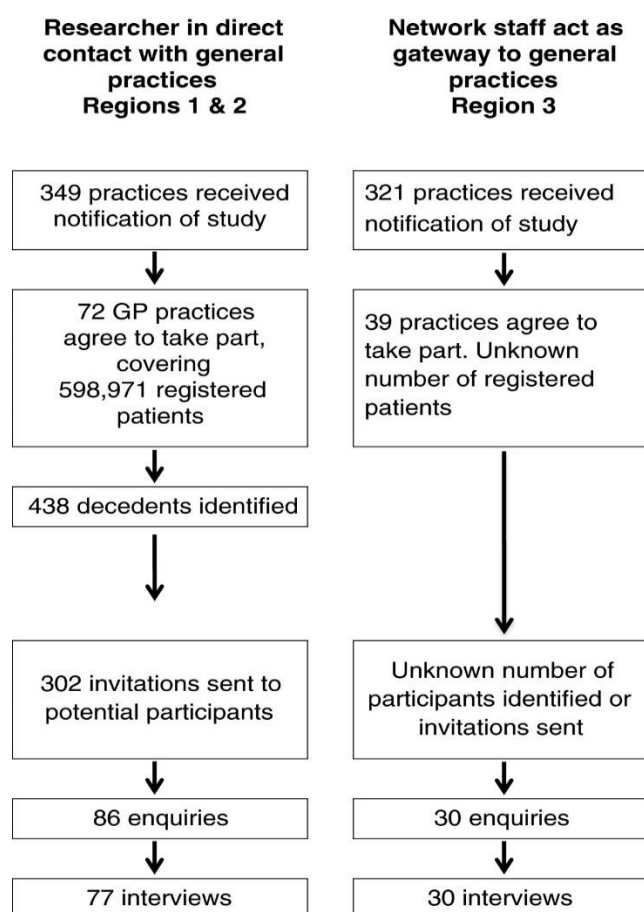 Researcher in direct
contact with general
practices
Regions 1 & 2
349 practices received
notification of study
72 GP practices
agree to take part,
covering
598,971 registered
patients
438 decedents identified
302 invitations sent to
potential participants
86 enquiries
77 interviews
Network staff act as
gateway to general
practices
Region 3
321 practices received
notification of study
39 practices agree to
take part. Unknown
number of registered
patients
Unknown number of
participants identified or
invitations sent
30 enquiries
30 interviews